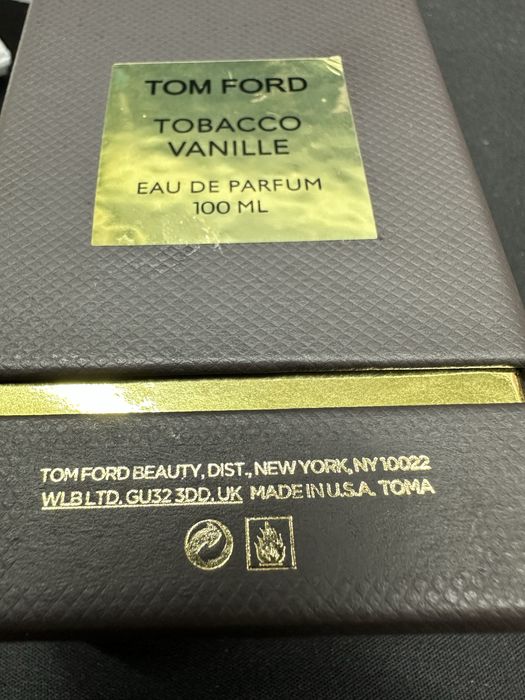 TOM FORD
TOBACCO
VANILLE
EAU DE PARFUM
100 ML
TOM FORD BEAUTY, DIST., NEW YORK, NY 10022
WLB LTD. GU32 3DD. UK MADE IN U.S.A. TOMA